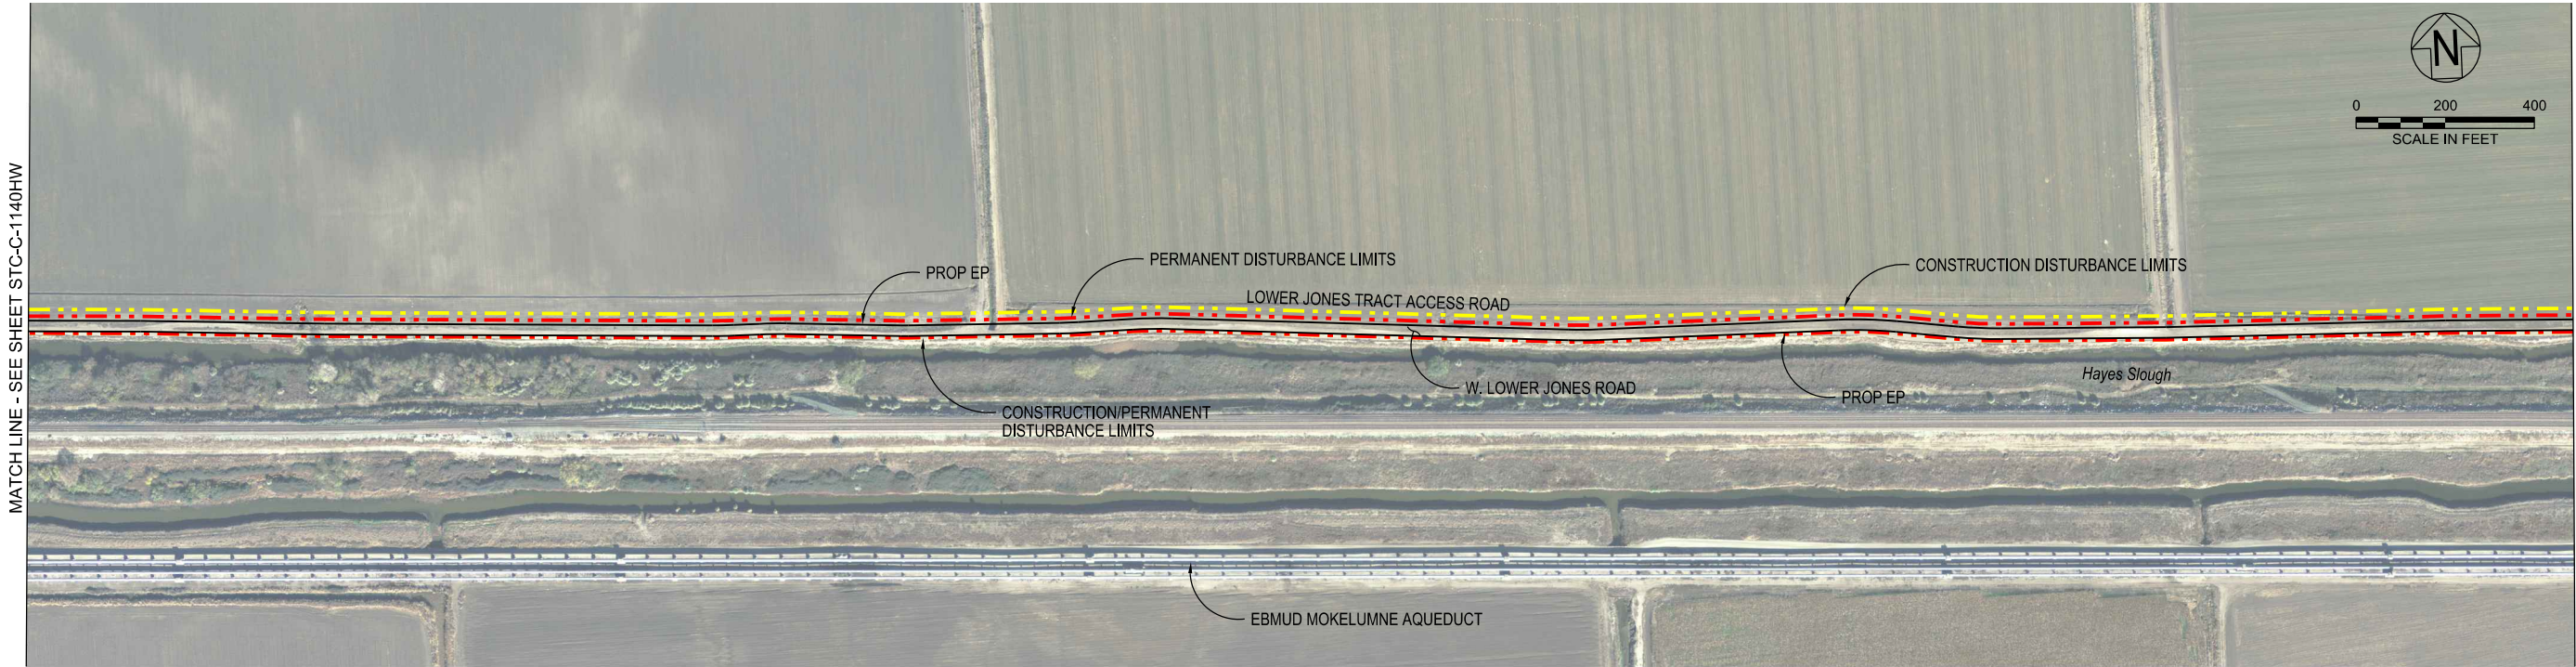 MATCH LINE - SEE SHEET STC-C-1140HW
N
0 200 400
SCALE IN FEET
PROP EP
PERMANENT DISTURBANCE LIMITS
CONSTRUCTION DISTURBANCE LIMITS
LOWER JONES TRACT ACCESS ROAD
W. LOWER JONES ROAD
Hayes Slough
PROP EP
CONSTRUCTION/PERMANENT
DISTURBANCE LIMITS
EBMUD MOKELUMNE AQUEDUCT